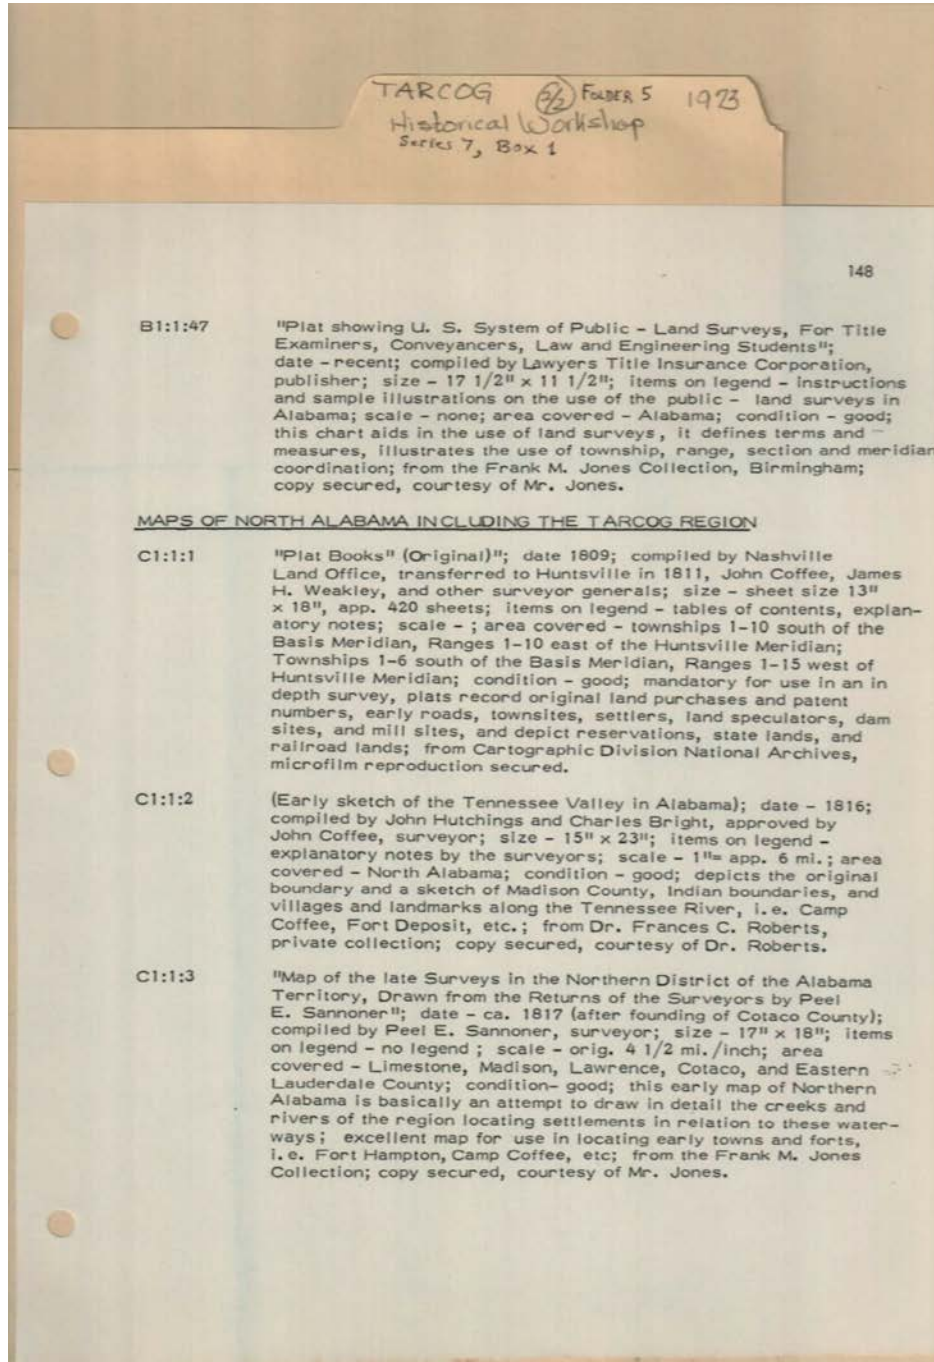 TARCOG 2/2 FOLDER 5 1973
Historical Workshop
Series 7, Box 1
148
B1:1:47 "Plat showing U. S. System of Public - Land Surveys, For Title
Examiners, Conveyancers, Law and Engineering Students";
date - recent; compiled by Lawyers Title Insurance Corporation,
publisher; size - 17 1/2" x 11 1/2"; items on legend - instructions
and sample illustrations on the use of the public - land surveys in
Alabama; scale - none; area covered - Alabama; condition - good;
this chart aids in the use of land surveys, it defines terms and
measures, illustrates the use of township, range, section and meridian
coordination; from the Frank M. Jones Collection, Birmingham;
copy secured, courtesy of Mr. Jones.
MAPS OF NORTH ALABAMA INCLUDING THE TARCOG REGION
C1:1:1 "Plat Books" (Original)"; date 1809; compiled by Nashville
Land Office, transferred to Huntsville in 1811, John Coffee, James
H. Weakley, and other surveyor generals; size - sheet size 13"
x 18", app. 420 sheets; items on legend - tables of contents, explan-
atory notes; scale - ; area covered - townships 1-10 south of the
Basis Meridian, Ranges 1-10 east of the Huntsville Meridian;
Townships 1-6 south of the Basis Meridian, Ranges 1-15 west of
Huntsville Meridian; condition - good; mandatory for use in an in
depth survey, plats record original land purchases and patent
numbers, early roads, townsites, settlers, land speculators, dam
sites, and mill sites, and depict reservations, state lands, and
railroad lands; from Cartographic Division National Archives,
microfilm reproduction secured.
C1:1:2 (Early sketch of the Tennessee Valley in Alabama); date - 1816;
compiled by John Hutchings and Charles Bright, approved by
John Coffee, surveyor; size - 15" x 23"; items on legend -
explanatory notes by the surveyors; scale - 1"= app. 6 mi.; area
covered - North Alabama; condition - good; depicts the original
boundary and a sketch of Madison County, Indian boundaries, and
villages and landmarks along the Tennessee River, i.e. Camp
Coffee, Fort Deposit, etc.; from Dr. Frances C. Roberts,
private collection; copy secured, courtesy of Dr. Roberts.
C1:1:3 "Map of the late Surveys in the Northern District of the Alabama
Territory, Drawn from the Returns of the Surveyors by Peel
E. Sannoner"; date - ca. 1817 (after founding of Cotaco County);
compiled by Peel E. Sannoner, surveyor; size - 17" x 18"; items
on legend - no legend ; scale - orig. 4 1/2 mi./inch; area
covered - Limestone, Madison, Lawrence, Cotaco, and Eastern
Lauderdale County; condition- good; this early map of Northern
Alabama is basically an attempt to draw in detail the creeks and
rivers of the region locating settlements in relation to these water-
ways; excellent map for use in locating early towns and forts,
i.e. Fort Hampton, Camp Coffee, etc; from the Frank M. Jones
Collection; copy secured, courtesy of Mr. Jones.